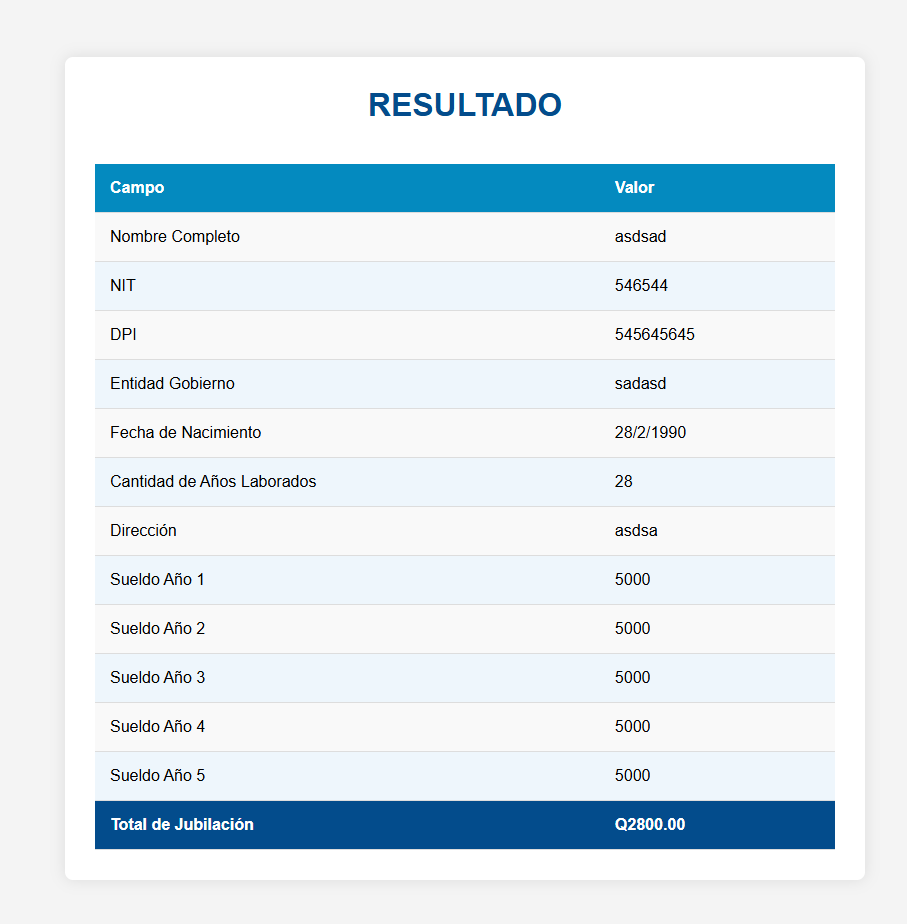 RESULTADO
Campo Valor
Nombre Completo asdsad
NIT 546544
DPI 545645645
Entidad Gobierno sadasd
Fecha de Nacimiento 28/2/1990
Cantidad de Años Laborados 28
Dirección asdsa
Sueldo Año 1 5000
Sueldo Año 2 5000
Sueldo Año 3 5000
Sueldo Año 4 5000
Sueldo Año 5 5000
Total de Jubilación Q2800.00